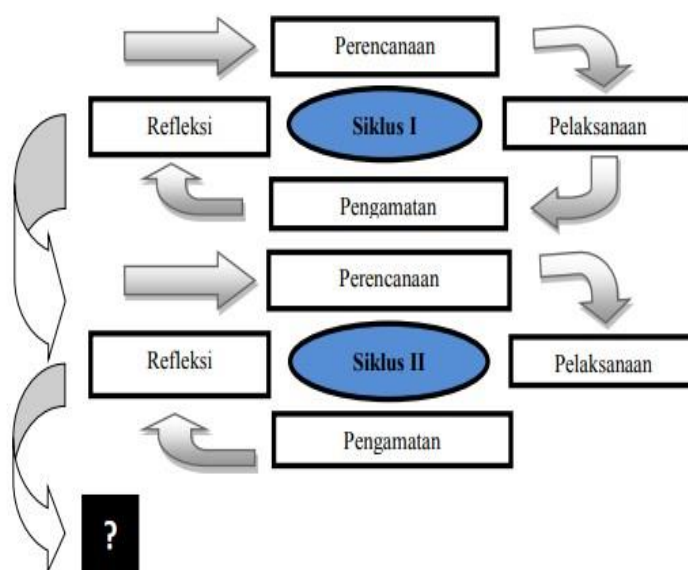 Perencanaan
Refleksi
Siklus I
Pelaksanaan
Pengamatan
Perencanaan
Refleksi
Siklus II
Pelaksanaan
Pengamatan
?